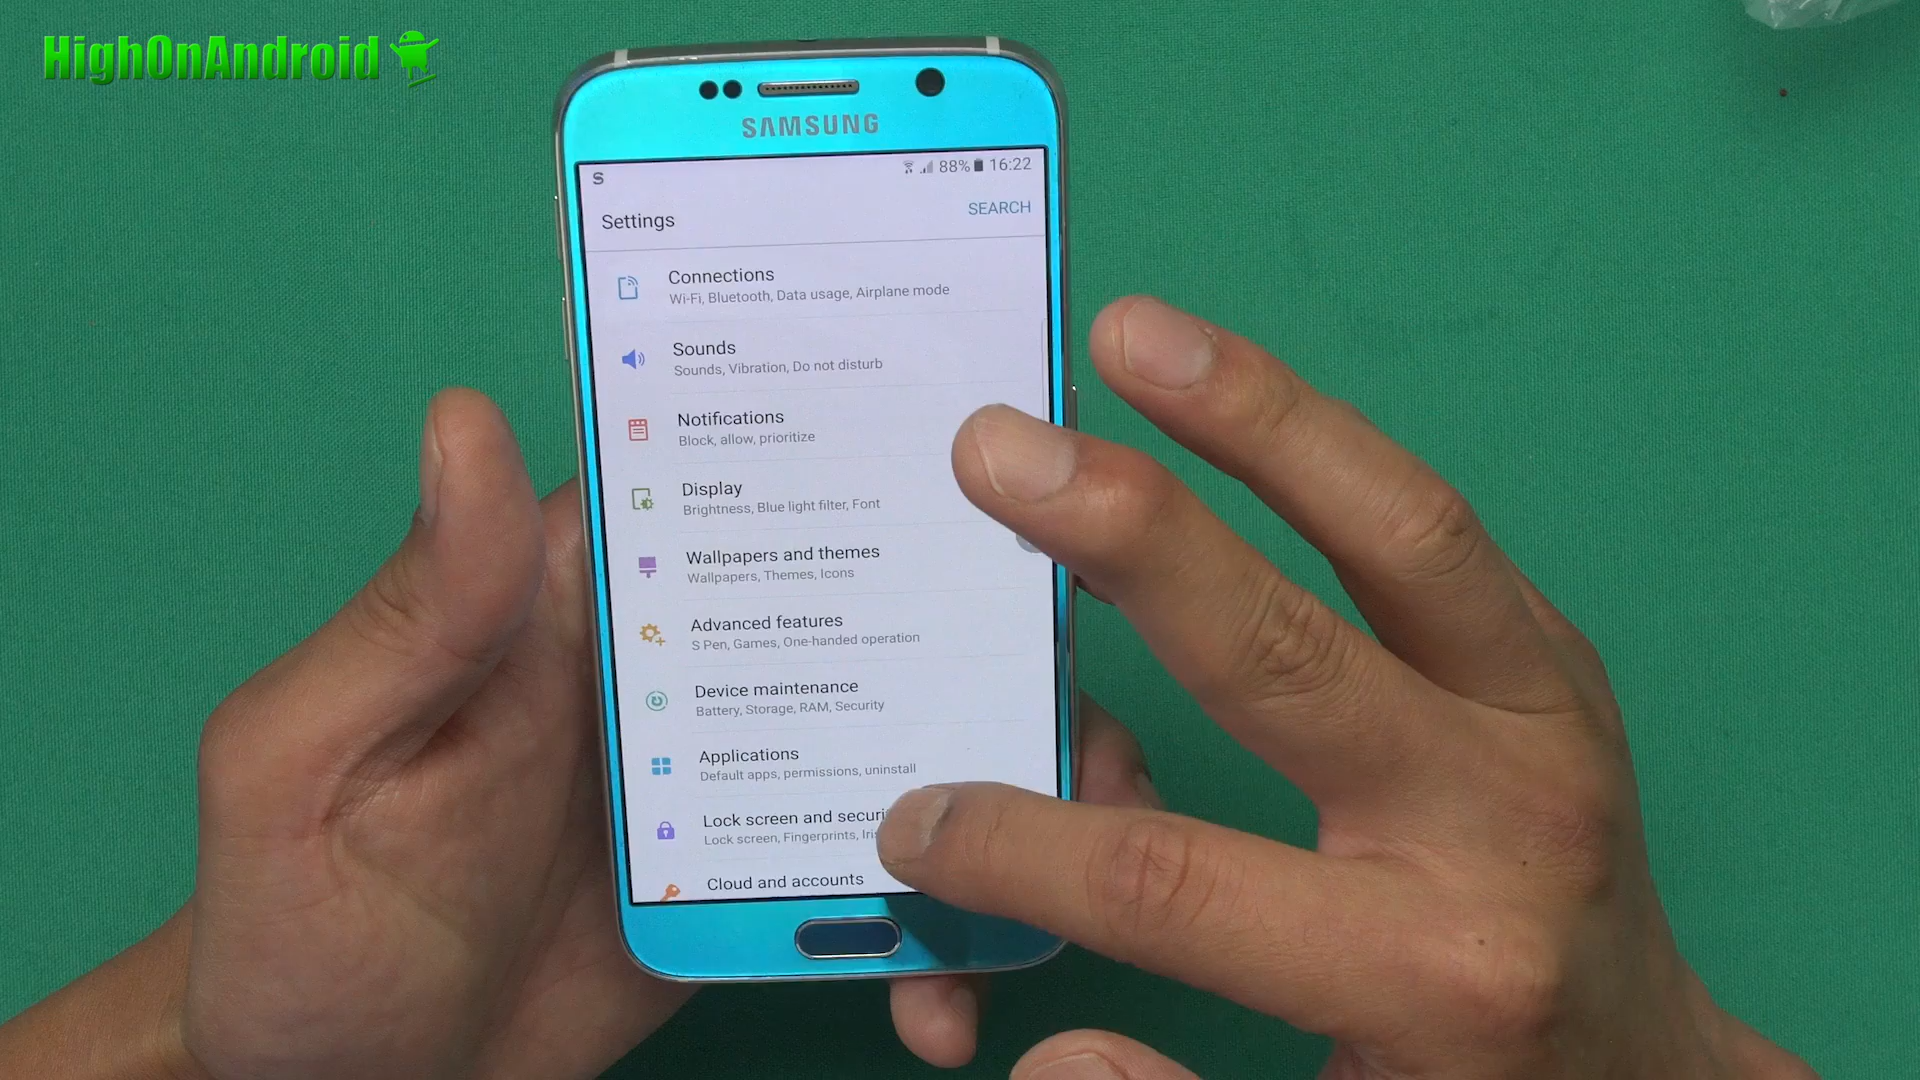 HighOnAndroid
SAMSUNG
S
88% 16:22
Settings
SEARCH
Connections
Wi-Fi, Bluetooth, Data usage, Airplane mode
Sounds
Sounds, Vibration, Do not disturb
Notifications
Block, allow, prioritize
Display
Brightness, Blue light filter, Font
Wallpapers and themes
Wallpapers, Themes, Icons
Advanced features
S Pen, Games, One-handed operation
Device maintenance
Battery, Storage, RAM, Security
Applications
Default apps, permissions, uninstall
Lock screen and securi
Lock screen, Fingerprints, Iris
Cloud and accounts